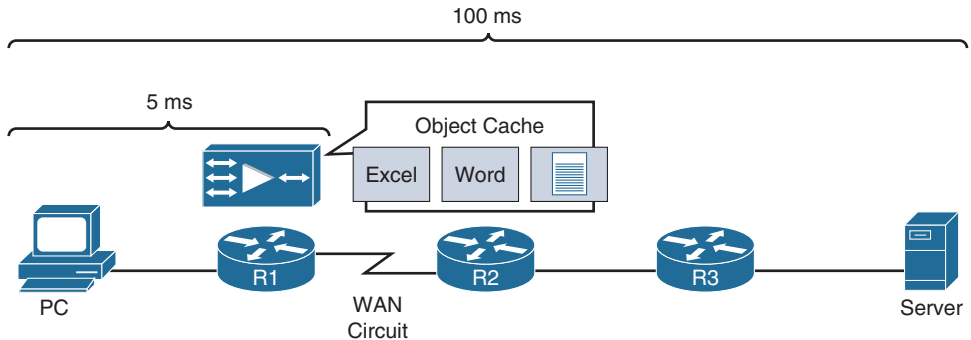 100 ms
5 ms
Object Cache
Excel
Word
R1
R2
R3
PC
WAN
Circuit
Server